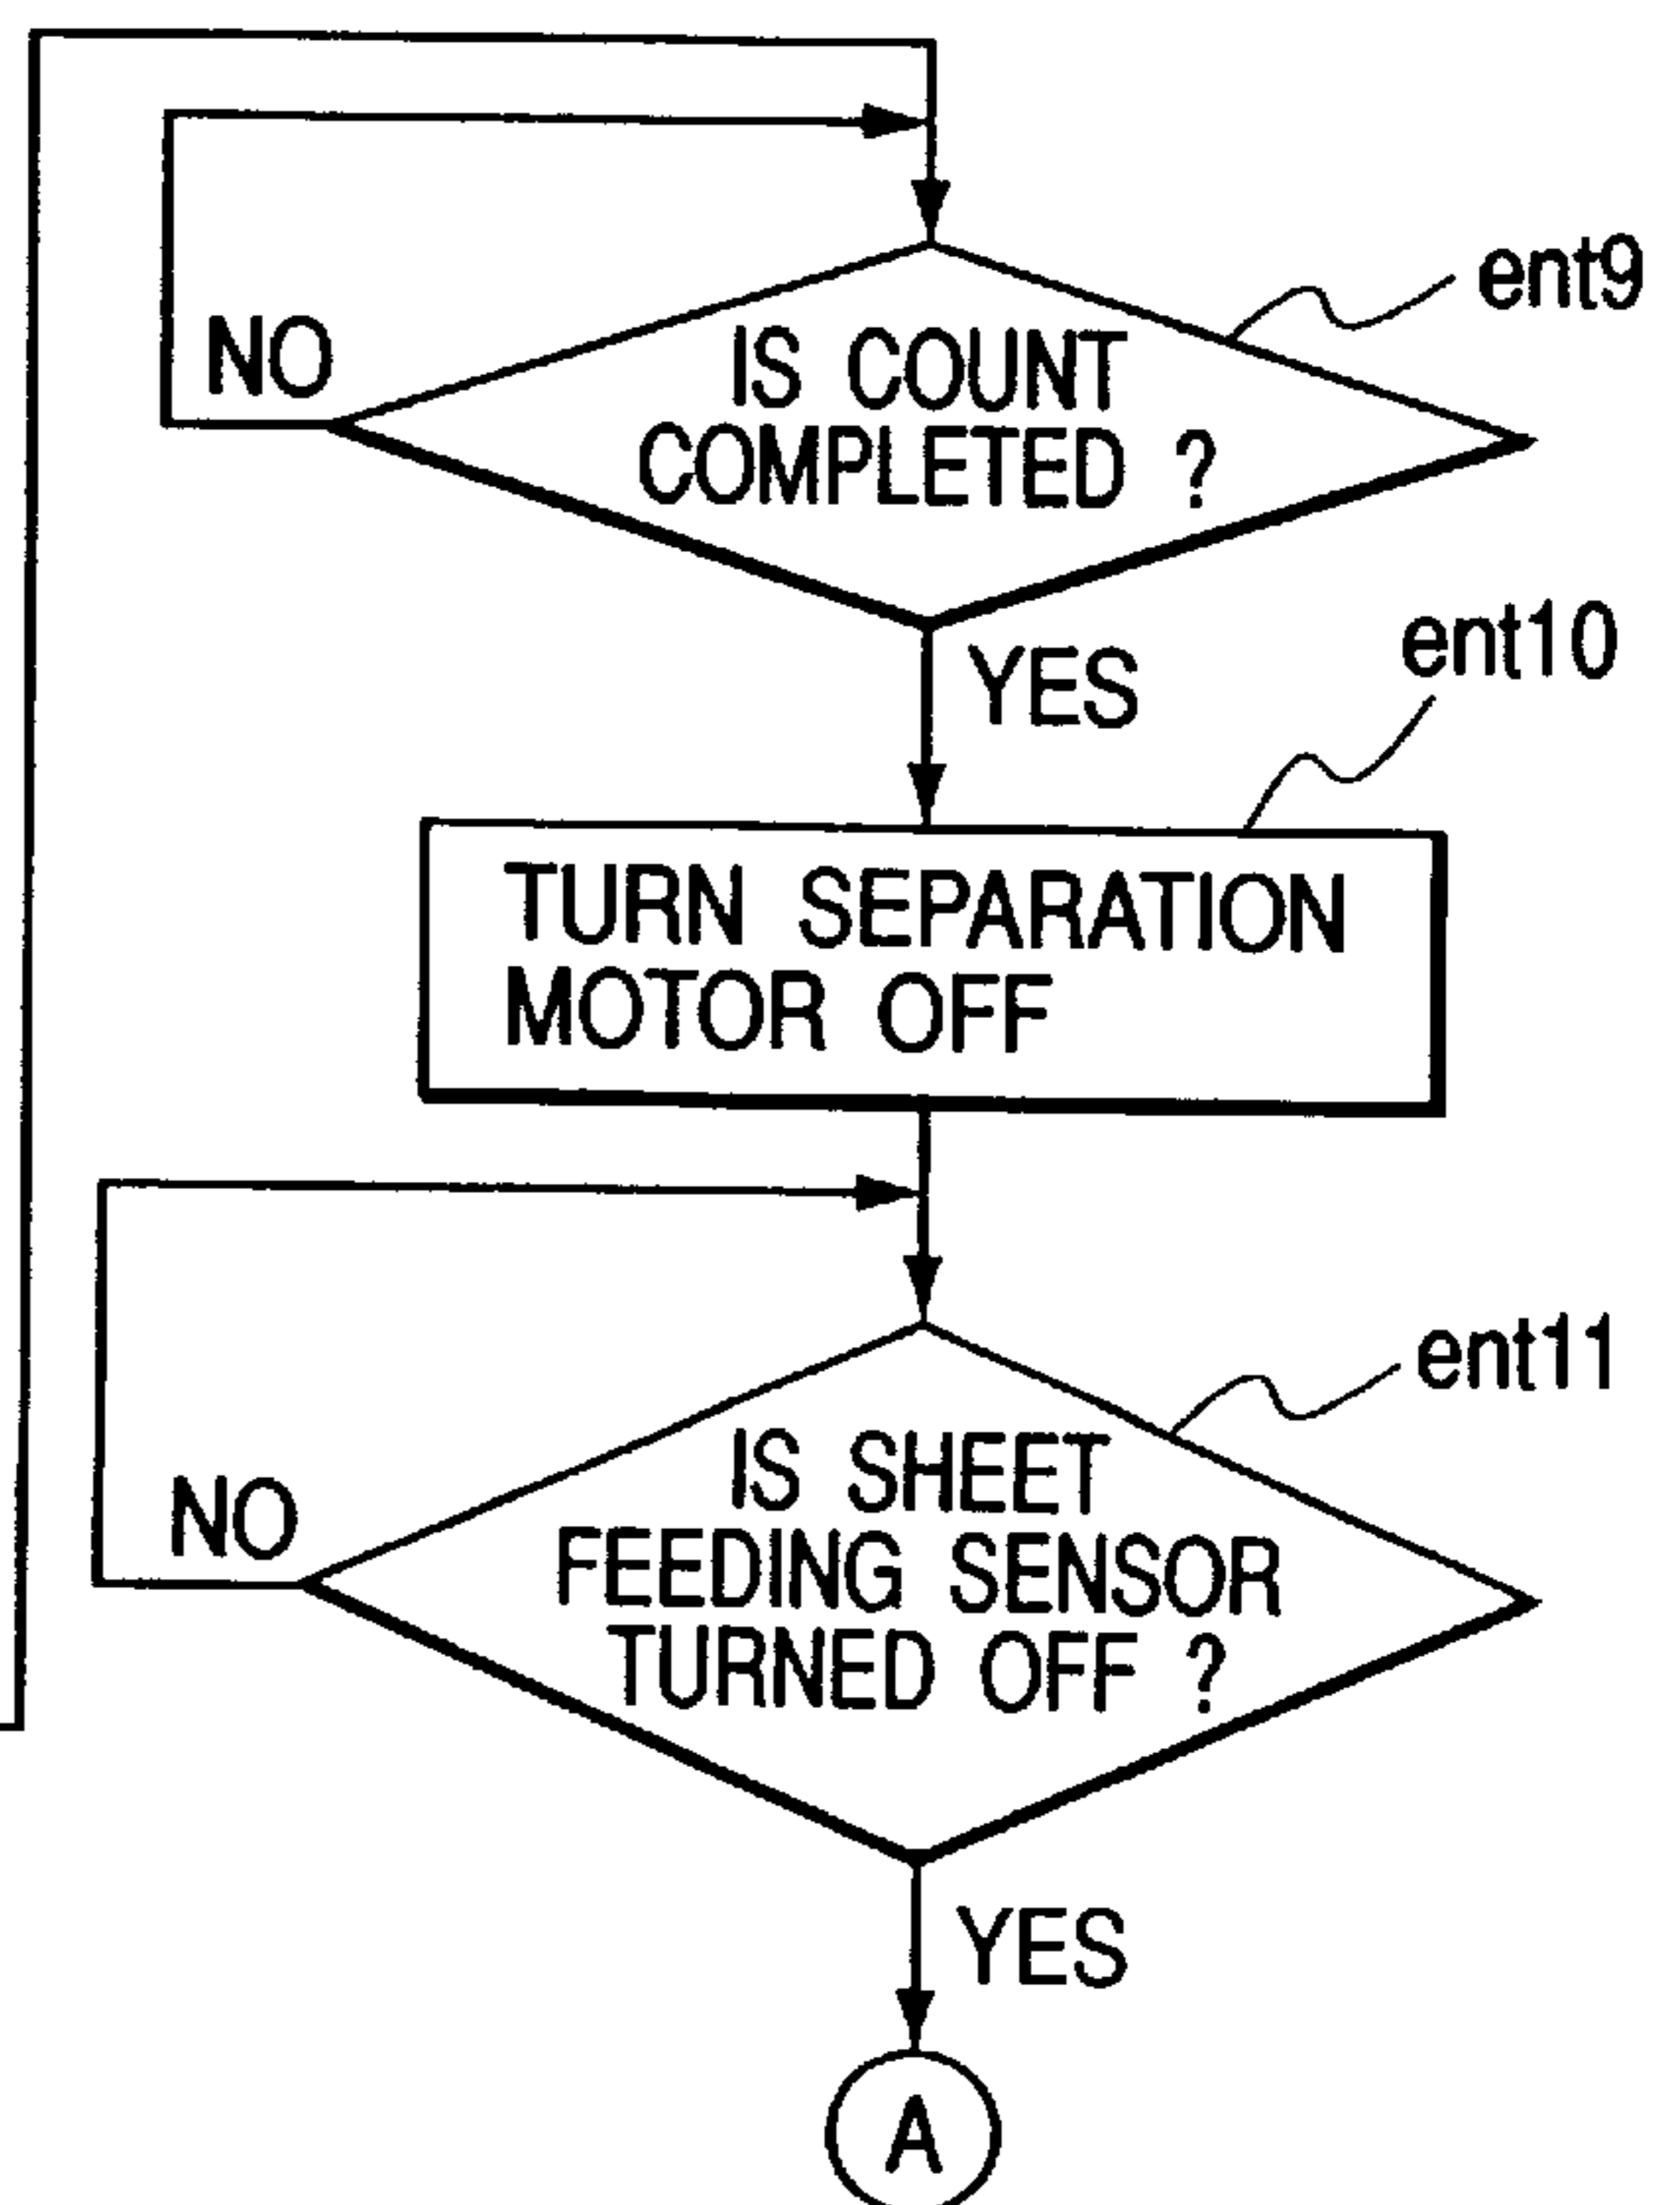 ent9
NO
IS COUNT
COMPLETED ?
YES
ent10
TURN SEPARATION
MOTOR OFF
ent11
NO
IS SHEET
FEEDING SENSOR
TURNED OFF ?
YES
A